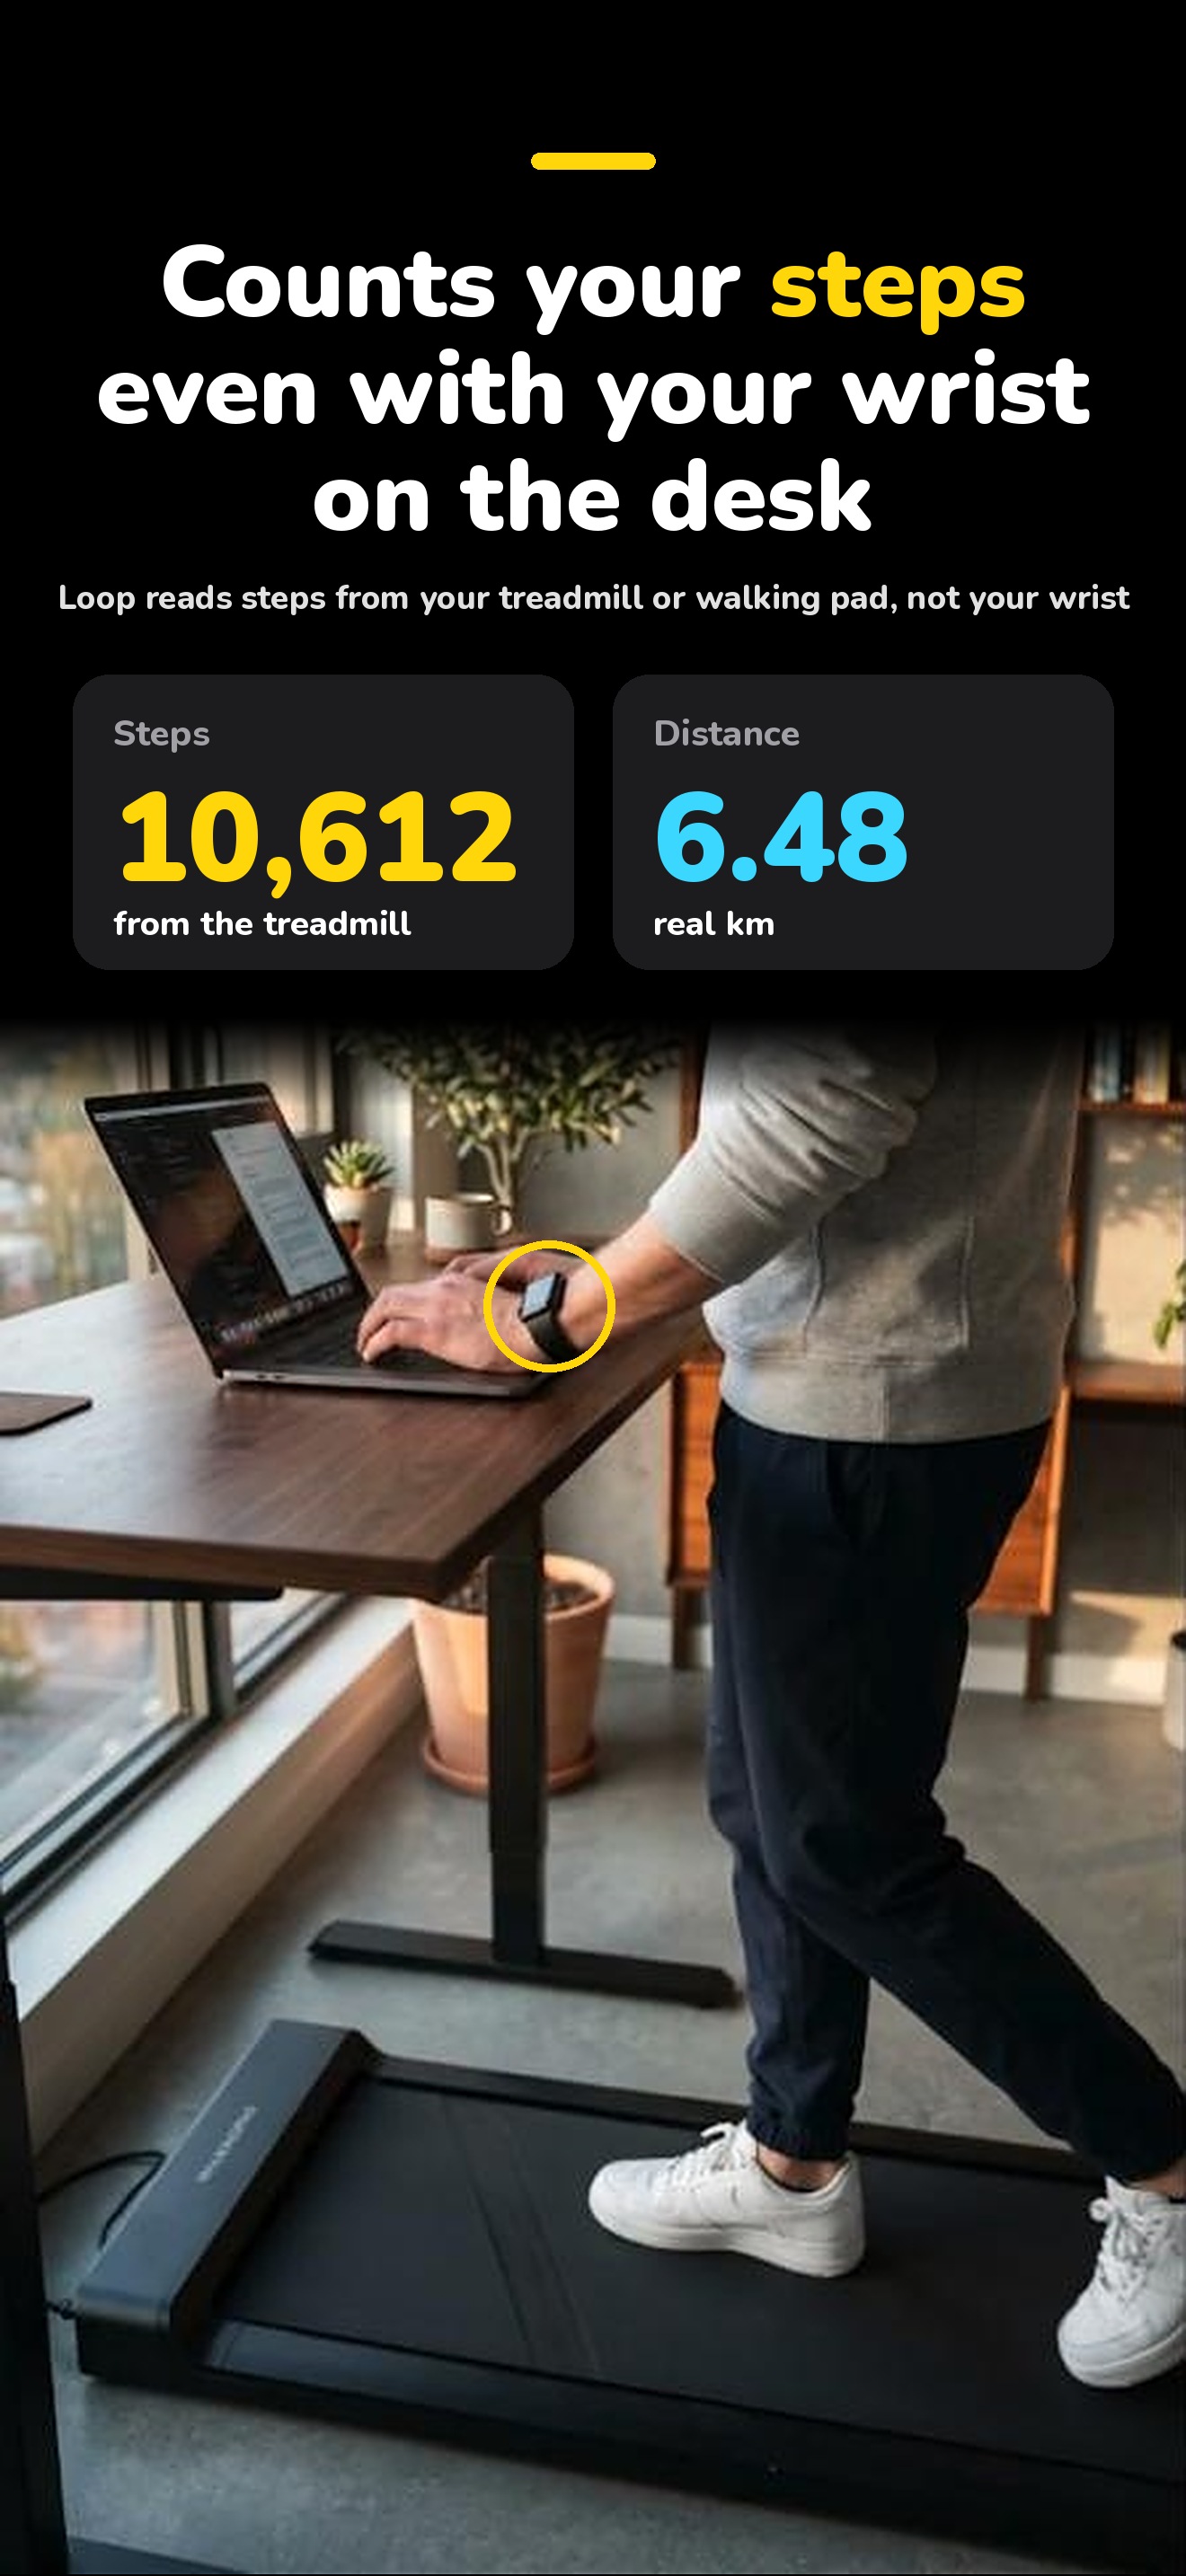 Counts your steps
even with your wrist
on the desk
Loop reads steps from your treadmill or walking pad, not your wrist
Steps
10,612
from the treadmill
Distance
6.48
real km